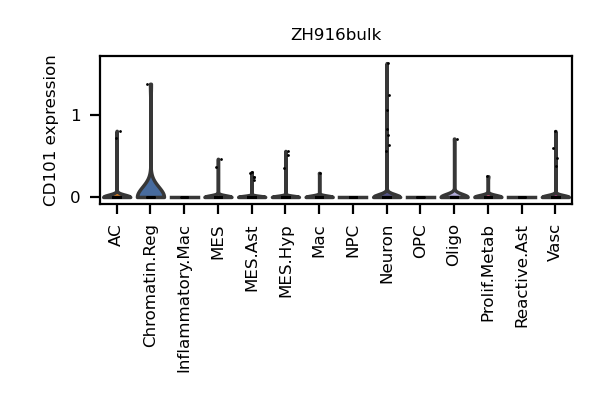 ZH916bulk
CD101 expression
1
0
AC
Chromatin.Reg
Inflammatory.Mac
MES
MES.Ast
MES.Hyp
Mac
NPC
Neuron
OPC
Oligo
Prolif.Metab
Reactive.Ast
Vasc